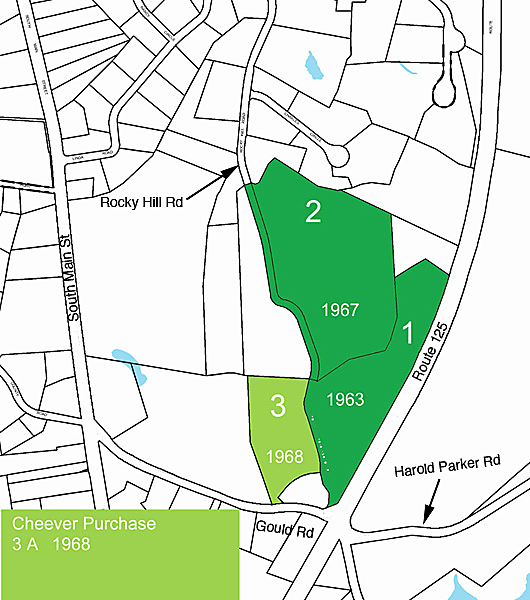 2
Rocky Hill Rd
South Main St
1967
1
Route 125
3
1963
1968
Harold Parker Rd
Gould Rd
Cheever Purchase
3 A 1968